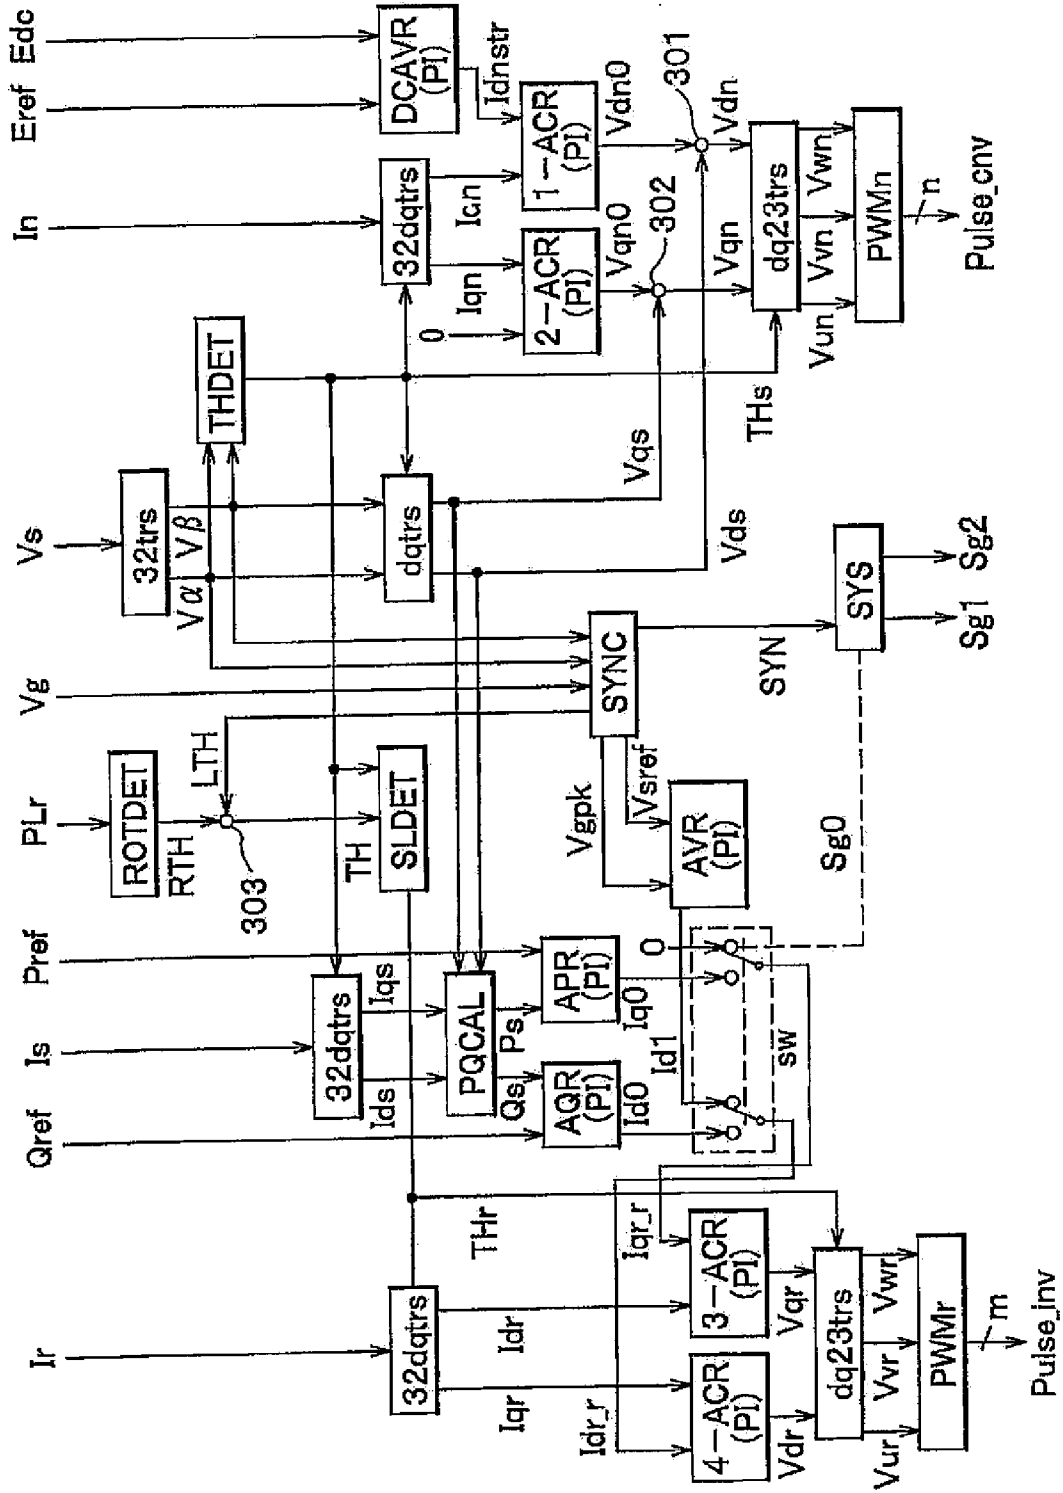 Ir
Qref
Is
Pref
PLr
Vg
Vs
In
Eref
Edc
ROTDET
32trs
Vα
Vβ
THDET
DCAVR
(PI)
RTH
LTH
303
TH
SLDET
32dqtrs
Ids
Iqs
32dqtrs
Iqr
Idr
dqtrs
32dqtrs
Iqn
Idn
Idnstr
0
2-ACR
(PI)
1-ACR
(PI)
Vqn0
Vdn0
302
301
PQCAL
Qs
Ps
AQR
(PI)
APR
(PI)
Id0
Iq0
0
Id1
sw
SYNC
Vgpk
Vsref
AVR
(PI)
SYN
SYS
Sg0
Sg1
Sg2
Vqs
Vds
THs
Vqn
Vdn
dq23trs
Vun
Vvn
Vwn
PWMn
n
Pulse_cnv
THr
Idr_r
Iqr_r
4-ACR
(PI)
3-ACR
(PI)
Vdr
Vqr
dq23trs
Vur
Vvr
Vwr
PWMr
m
Pulse_inv